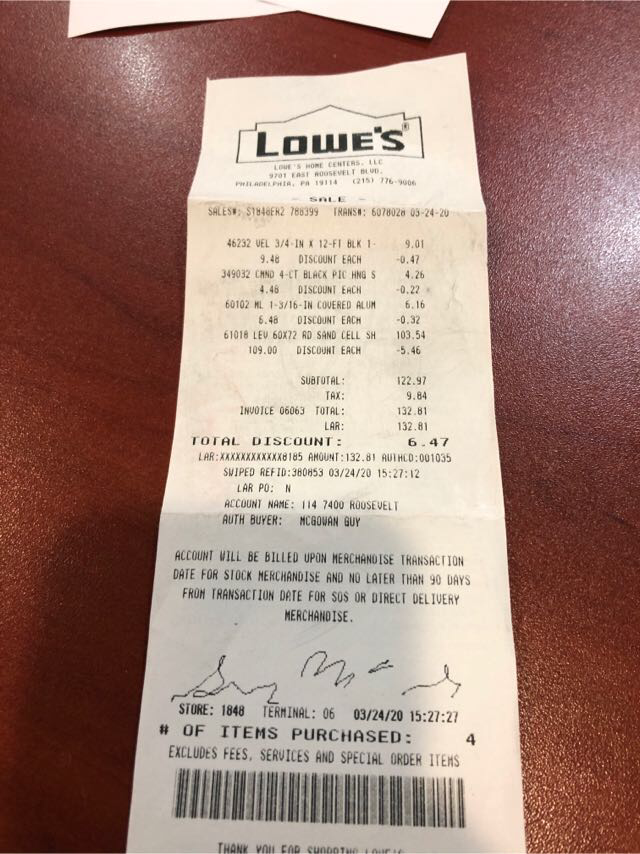 LOWE'S
LOWE'S HOME CENTERS, LLC
9701 EAST ROOSEVELT BLVD.
PHILADELPHIA, PA 19114 (215) 776-9006
- SALE -
SALES#: S1848ER2 788399 TRANS#: 6078028 03-24-20
46232 VEL 3/4-IN X 12-FT BLK 1- 9.01
9.48 DISCOUNT EACH -0.47
349032 CMND 4-CT BLACK PIC HNG S 4.26
4.48 DISCOUNT EACH -0.22
60102 ML 1-3/16-IN COVERED ALUM 6.16
6.48 DISCOUNT EACH -0.32
61018 LEV 60X72 RD SAND CELL SH 103.54
109.00 DISCOUNT EACH -5.46
SUBTOTAL: 122.97
TAX: 9.84
INVOICE 06063 TOTAL: 132.81
LAR: 132.81
TOTAL DISCOUNT: 6.47
LAR:XXXXXXXXXXXX8185 AMOUNT:132.81 AUTHCD:001035
SWIPED REFID:380853 03/24/20 15:27:12
LAR PO: N
ACCOUNT NAME: 114 7400 ROOSEVELT
AUTH BUYER: MCGOWAN GUY
ACCOUNT WILL BE BILLED UPON MERCHANDISE TRANSACTION
DATE FOR STOCK MERCHANDISE AND NO LATER THAN 90 DAYS
FROM TRANSACTION DATE FOR SOS OR DIRECT DELIVERY
MERCHANDISE.
STORE: 1848 TERMINAL: 06 03/24/20 15:27:27
# OF ITEMS PURCHASED: 4
EXCLUDES FEES, SERVICES AND SPECIAL ORDER ITEMS
THANK YOU FOR SHOPPING LOWE'S